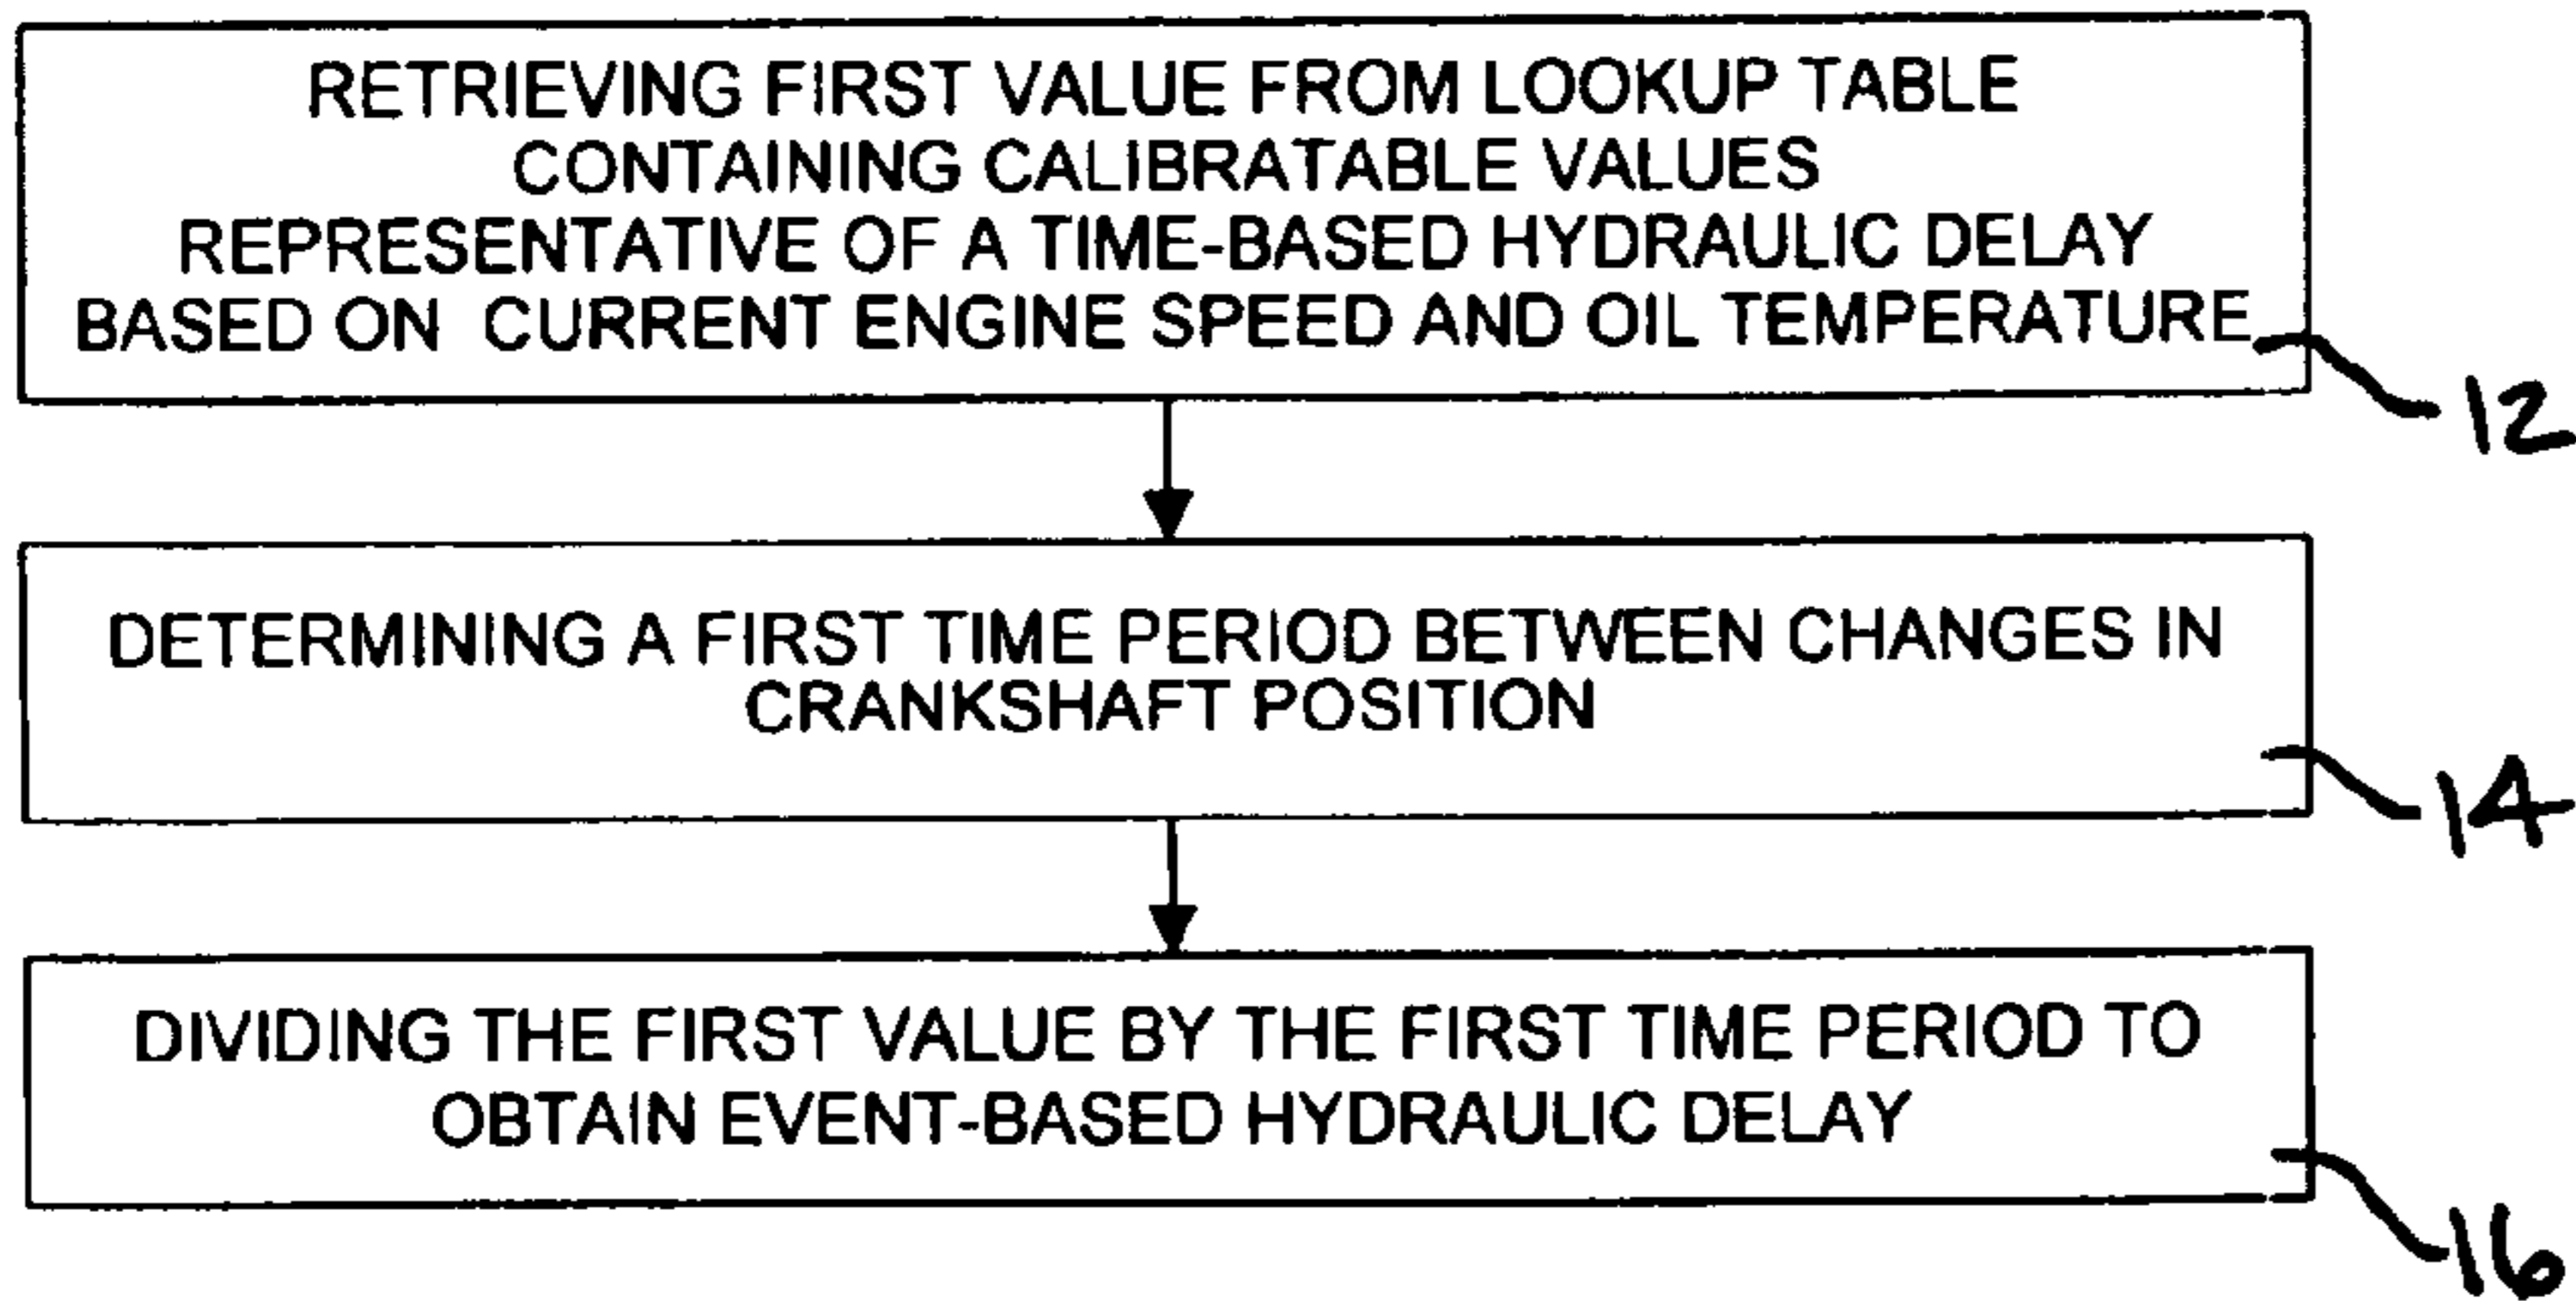 RETRIEVING FIRST VALUE FROM LOOKUP TABLE
CONTAINING CALIBRATABLE VALUES
REPRESENTATIVE OF A TIME-BASED HYDRAULIC DELAY
BASED ON CURRENT ENGINE SPEED AND OIL TEMPERATURE
12
DETERMINING A FIRST TIME PERIOD BETWEEN CHANGES IN
CRANKSHAFT POSITION
14
DIVIDING THE FIRST VALUE BY THE FIRST TIME PERIOD TO
OBTAIN EVENT-BASED HYDRAULIC DELAY
16